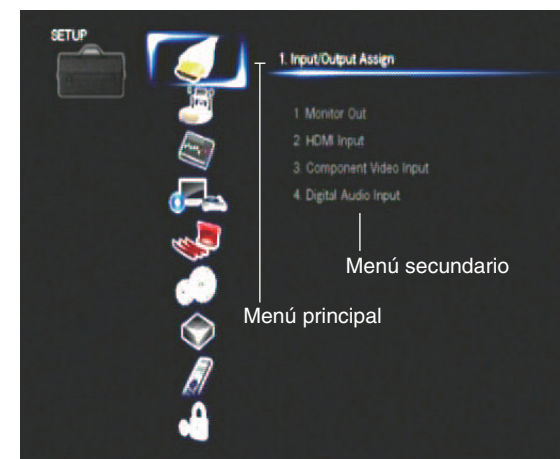 SETUP
1. Input/Output Assign
1 Monitor Out
2 HDMI Input
3 Component Video Input
4 Digital Audio Input
Menú secundario
Menú principal